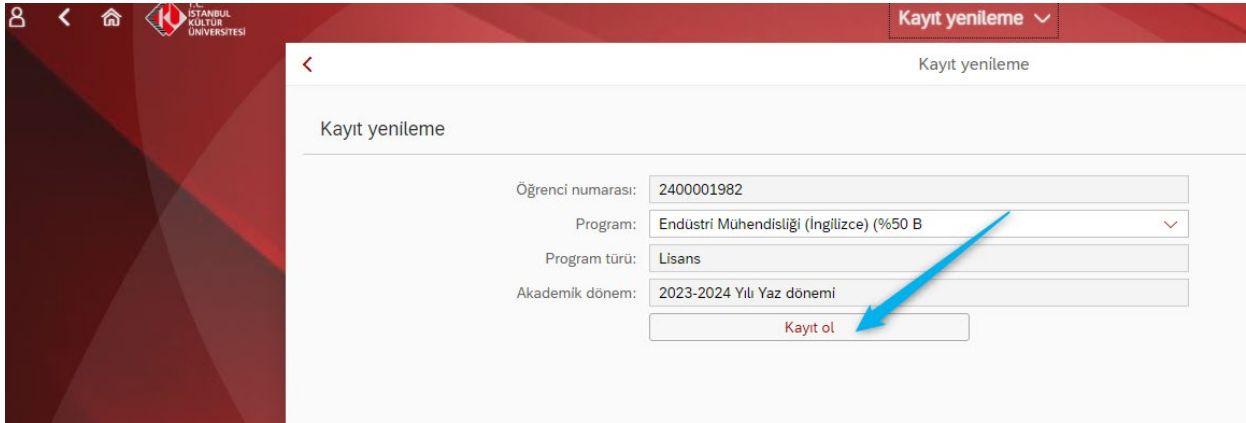 T.C.
İSTANBUL
KÜLTÜR
ÜNİVERSİTESİ
Kayıt yenileme
Kayıt yenileme
Kayıt yenileme
Öğrenci numarası: 2400001982
Program: Endüstri Mühendisliği (İngilizce) (%50 B
Program türü: Lisans
Akademik dönem: 2023-2024 Yılı Yaz dönemi
Kayıt ol